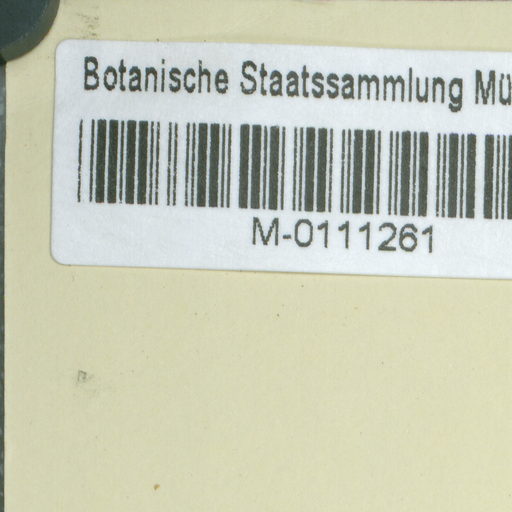 Botanische Staatssammlung Mü
M-0111261